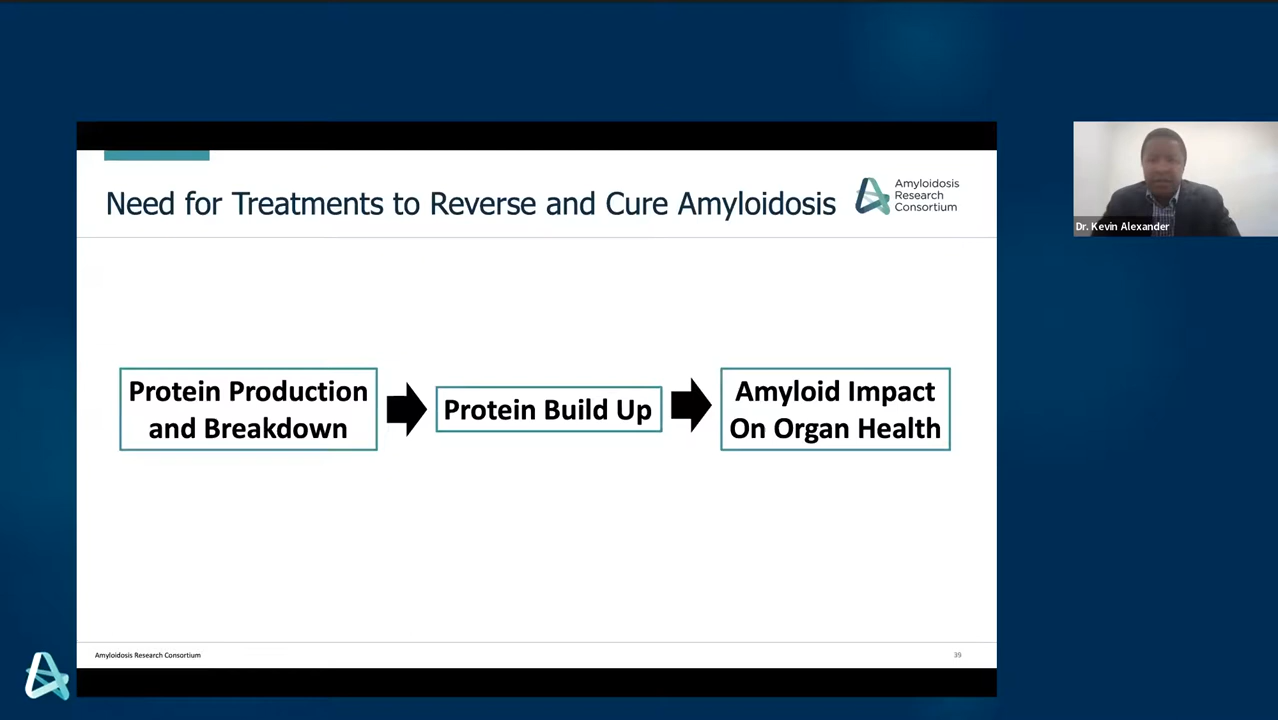 Need for Treatments to Reverse and Cure Amyloidosis
Amyloidosis
Research
Consortium
Dr. Kevin Alexander
Protein Production
and Breakdown
Protein Build Up
Amyloid Impact
On Organ Health
Amyloidosis Research Consortium
39